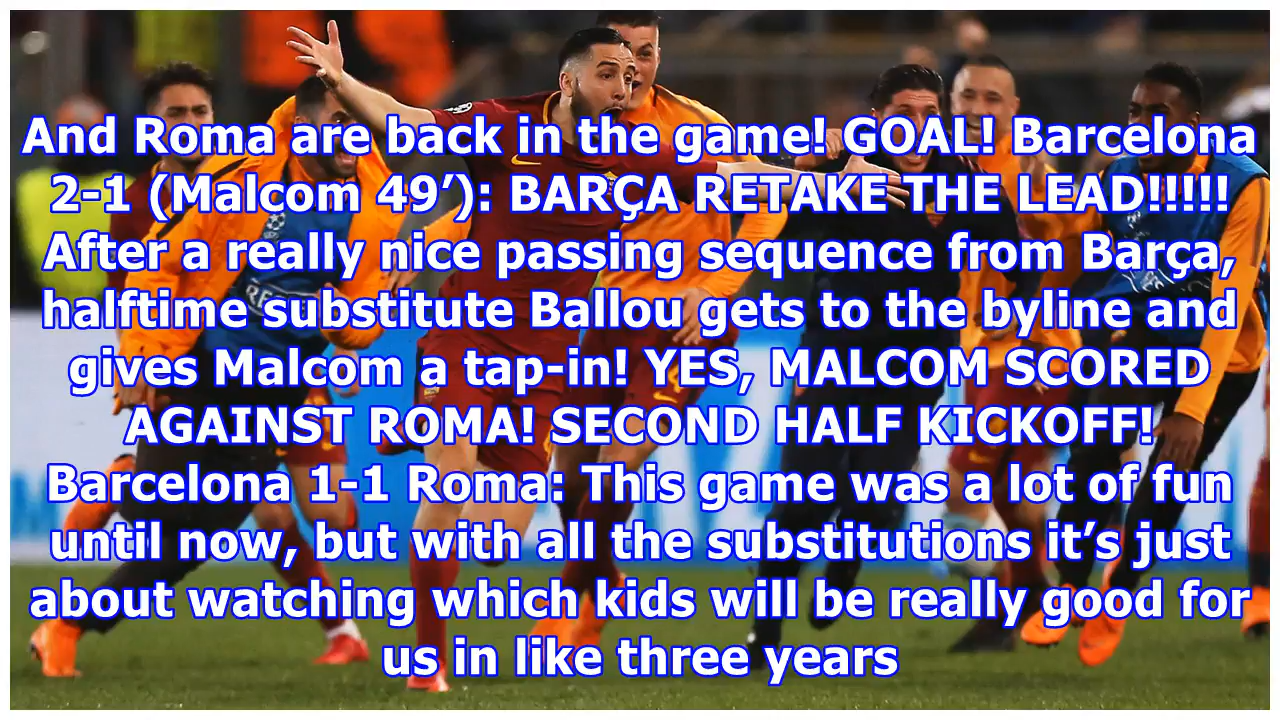 And Roma are back in the game! GOAL! Barcelona
2-1 (Malcom 49’): BARÇA RETAKE THE LEAD!!!!!
After a really nice passing sequence from Barça,
halftime substitute Ballou gets to the byline and
gives Malcom a tap-in! YES, MALCOM SCORED
AGAINST ROMA! SECOND HALF KICKOFF!
Barcelona 1-1 Roma: This game was a lot of fun
until now, but with all the substitutions it’s just
about watching which kids will be really good for
us in like three years